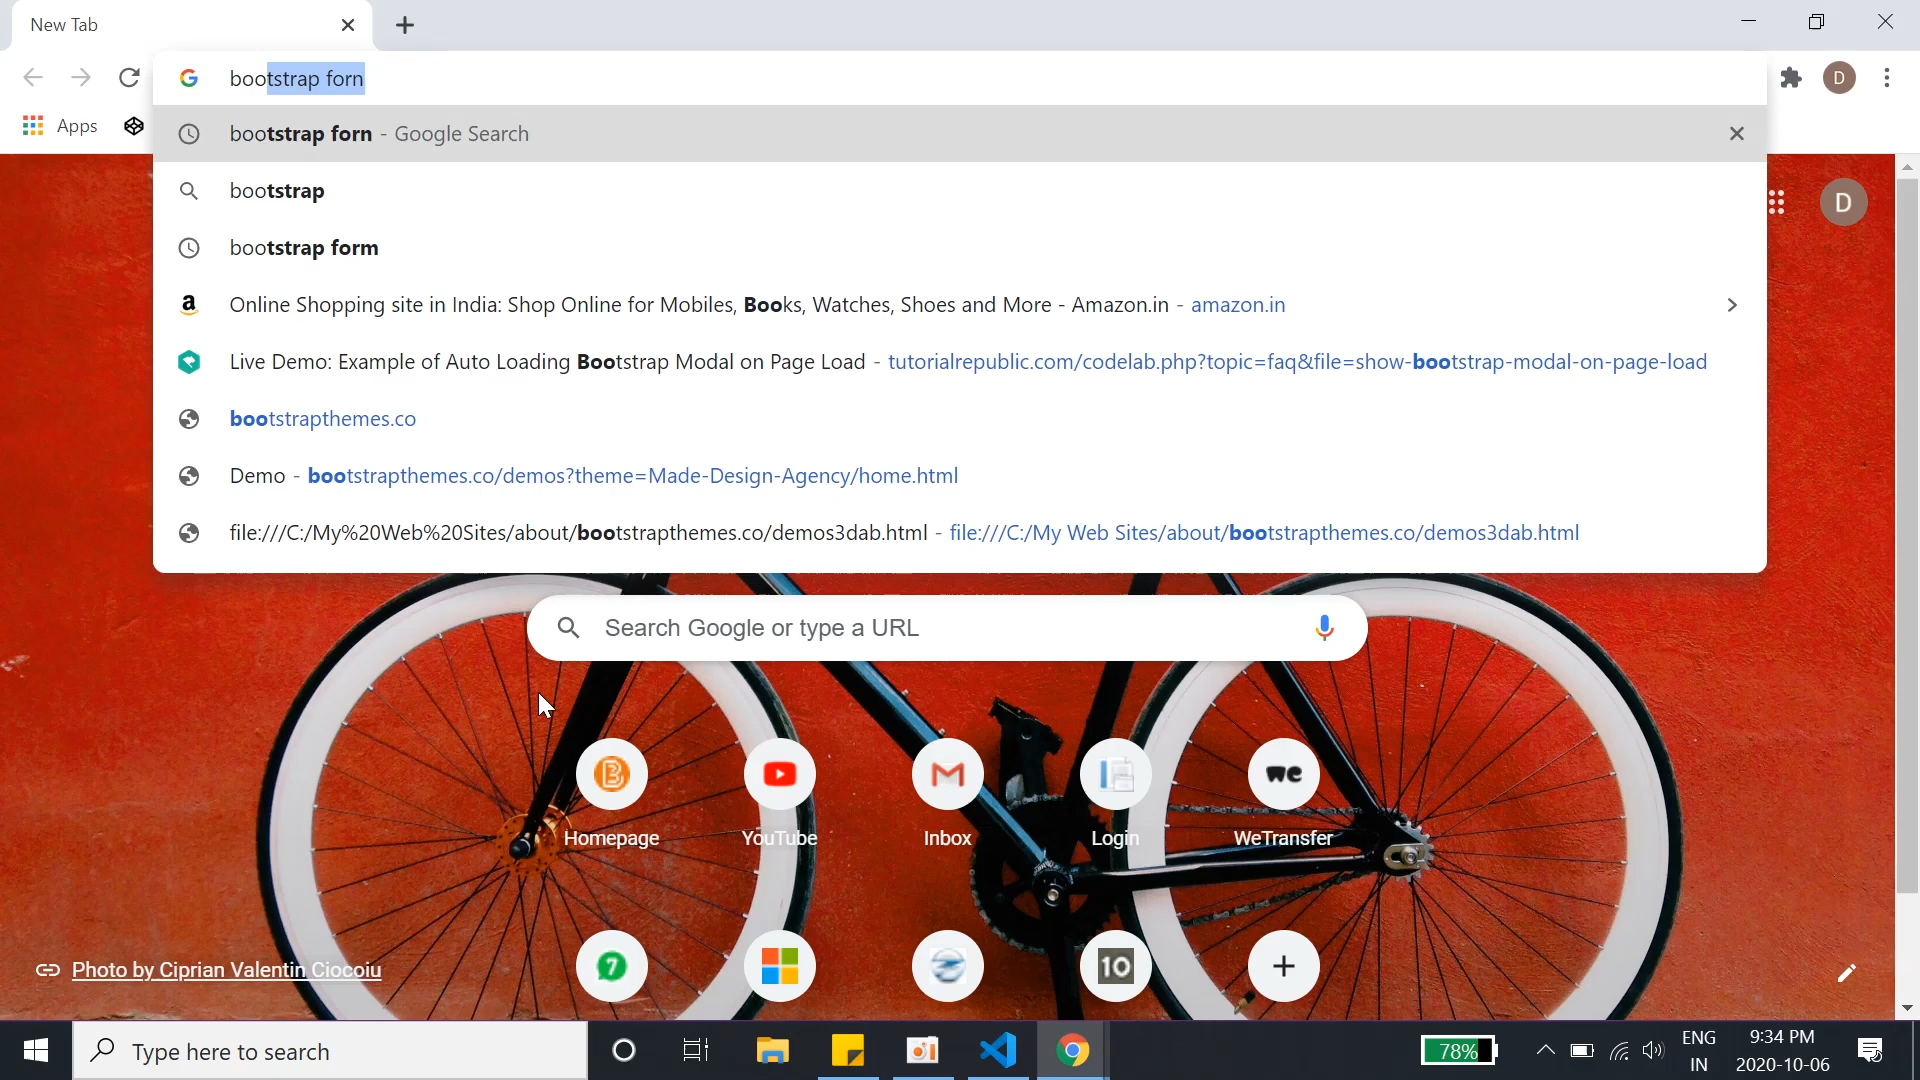 New Tab
bootstrap forn
Apps
bootstrap forn - Google Search
bootstrap
bootstrap form
Online Shopping site in India: Shop Online for Mobiles, Books, Watches, Shoes and More - Amazon.in - amazon.in
Live Demo: Example of Auto Loading Bootstrap Modal on Page Load - tutorialrepublic.com/codelab.php?topic=faq&file=show-bootstrap-modal-on-page-load
bootstrapthemes.co
Demo - bootstrapthemes.co/demos?theme=Made-Design-Agency/home.html
file:///C:/My%20Web%20Sites/about/bootstrapthemes.co/demos3dab.html - file:///C:/My Web Sites/about/bootstrapthemes.co/demos3dab.html
D
D
Search Google or type a URL
Homepage
YouTube
Inbox
Login
we
WeTransfer
7
10
Photo by Ciprian Valentin Ciocoiu
Type here to search
78%
ENG
IN
9:34 PM
2020-10-06